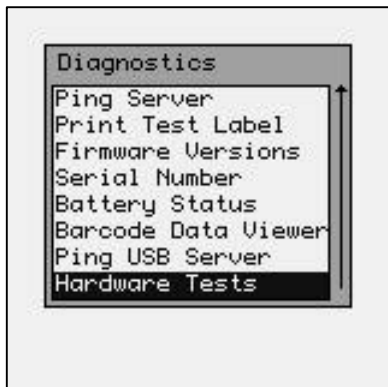 Diagnostics
Ping Server
Print Test Label
Firmware Versions
Serial Number
Battery Status
Barcode Data Viewer
Ping USB Server
Hardware Tests